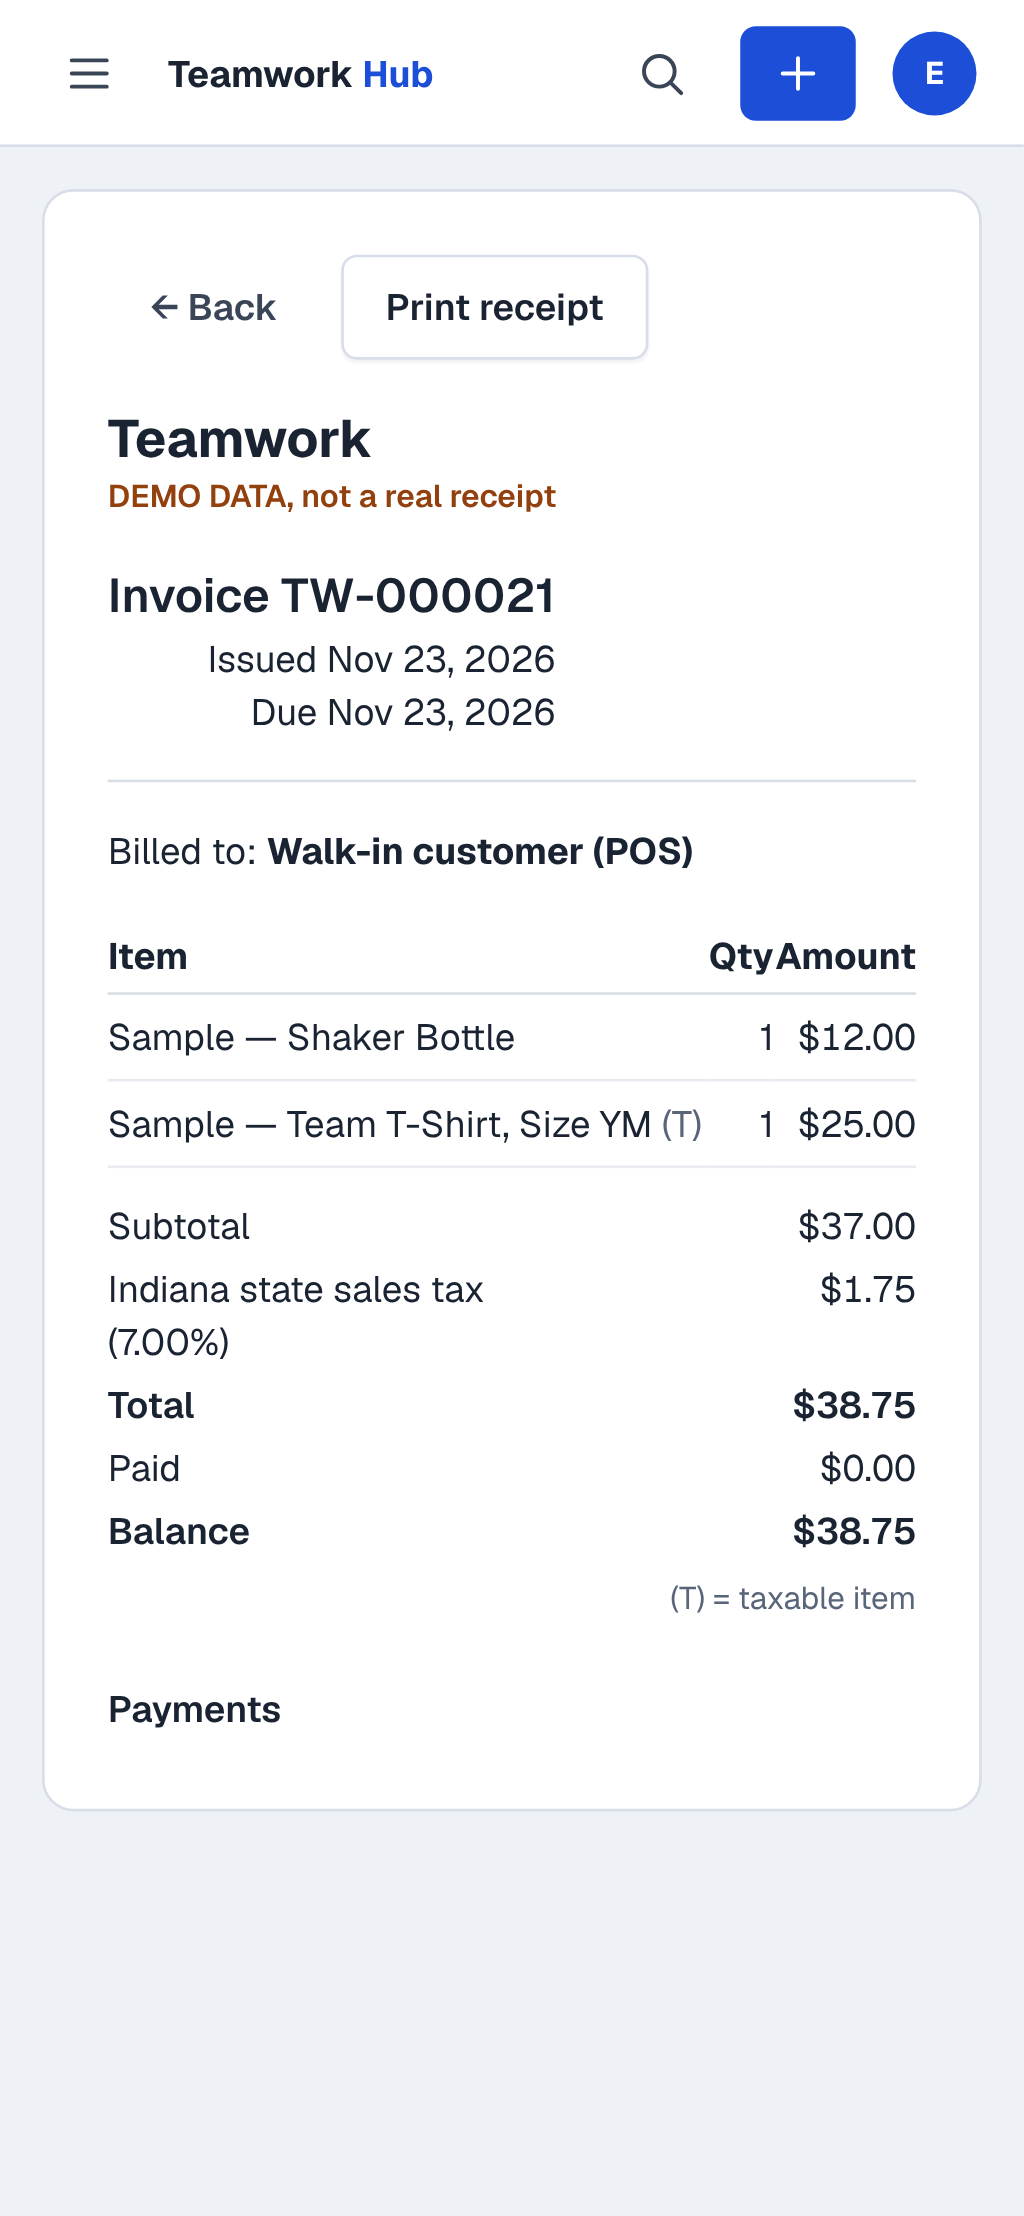 Teamwork Hub
E
← Back
Print receipt
Teamwork
DEMO DATA, not a real receipt
Invoice TW-000021
Issued Nov 23, 2026
Due Nov 23, 2026
Billed to: Walk-in customer (POS)
Item Qty Amount
Sample — Shaker Bottle 1 $12.00
Sample — Team T-Shirt, Size YM (T) 1 $25.00
Subtotal $37.00
Indiana state sales tax $1.75
(7.00%)
Total $38.75
Paid $0.00
Balance $38.75
(T) = taxable item
Payments